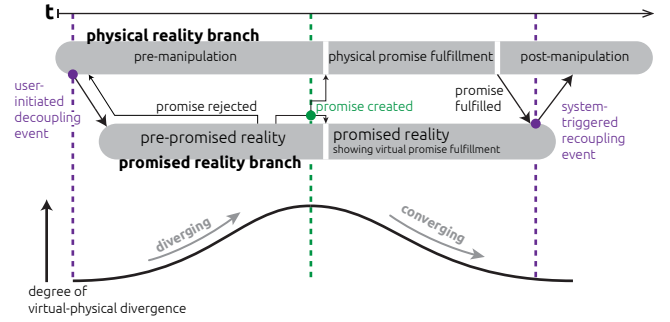 t
physical reality branch
pre-manipulation
physical promise fulfillment
post-manipulation
user-
initiated
decoupling
event
promise rejected
promise created
promise
fulfilled
system-
triggered
recoupling
event
pre-promised reality
promised reality
showing virtual promise fulfillment
promised reality branch
diverging
converging
degree of
virtual-physical divergence